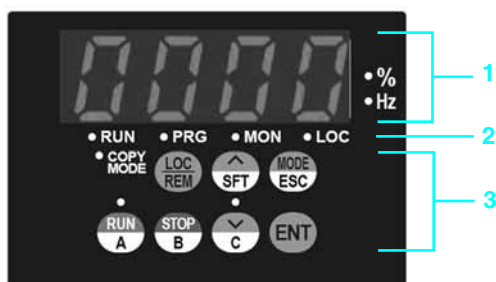 0000
1
%
Hz
RUN PRG MON LOC
2
COPY MODE
LOC REM
^ SFT
MODE ESC
3
RUN A
STOP B
C
ENT